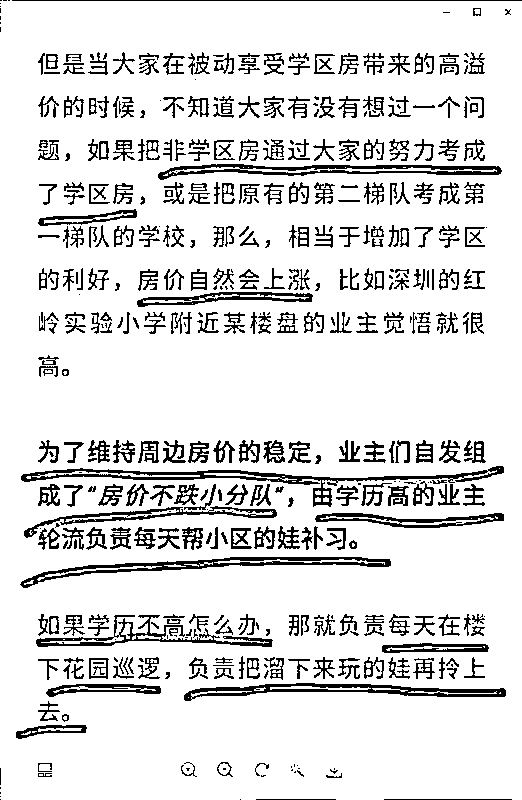 但是当大家在被动享受学区房带来的高溢
价的时候，不知道大家有没有想过一个问
题，如果把非学区房通过大家的努力考成
了学区房，或是把原有的第二梯队考成第
一梯队的学校，那么，相当于增加了学区
的利好，房价自然会上涨，比如深圳的红
岭实验小学附近某楼盘的业主觉悟就很
高。
为了维持周边房价的稳定，业主们自发组
成了“房价不跌小分队”，由学历高的业主
轮流负责每天帮小区的娃补习。
如果学历不高怎么办，那就负责每天在楼
下花园巡逻，负责把溜下来玩的娃再拎上
去。